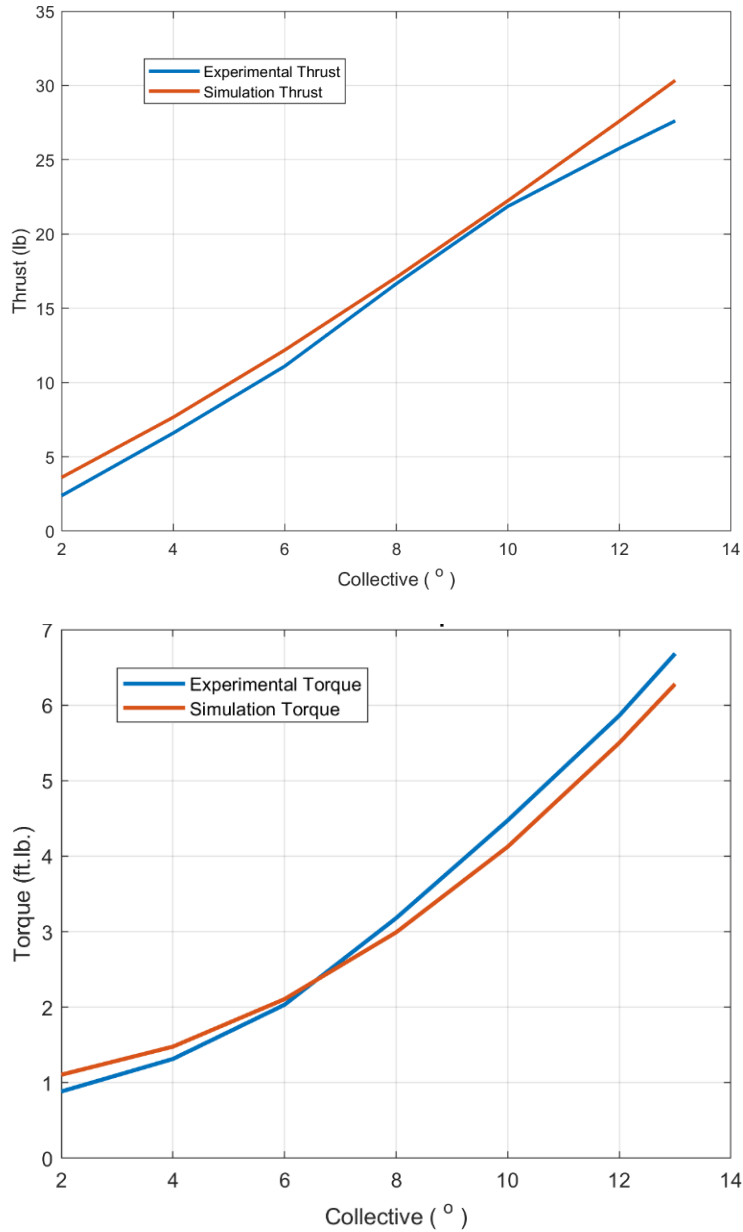 35
30
25
20
15
10
5
0
Thrust (lb)
Experimental Thrust
Simulation Thrust
2 4 6 8 10 12 14
Collective ( o )
7
6
5
4
3
2
1
0
Torque (ft.lb.)
Experimental Torque
Simulation Torque
2 4 6 8 10 12 14
Collective ( o )